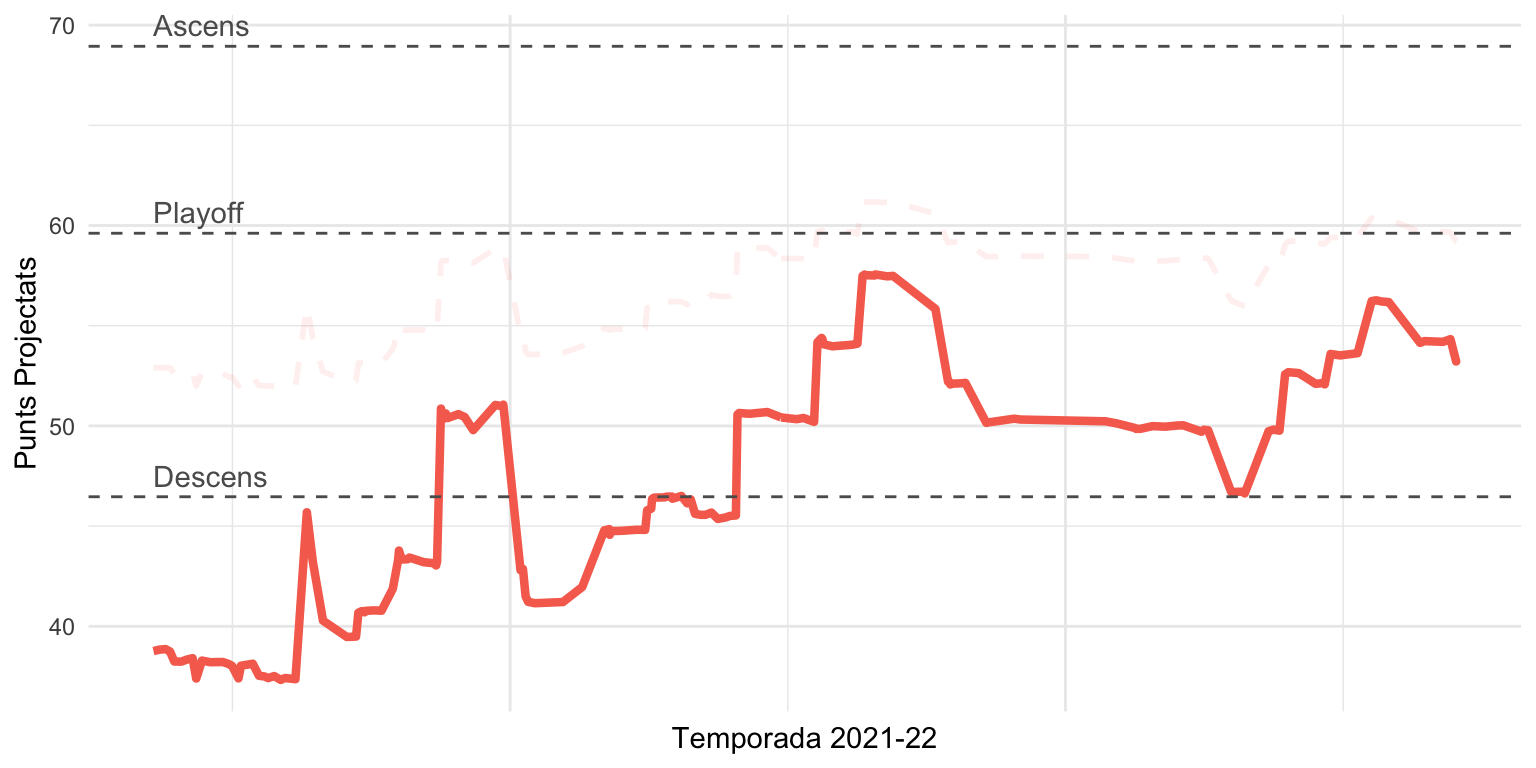 Punts Projectats
70
60
50
40
Ascens
Playoff
Descens
Temporada 2021-22